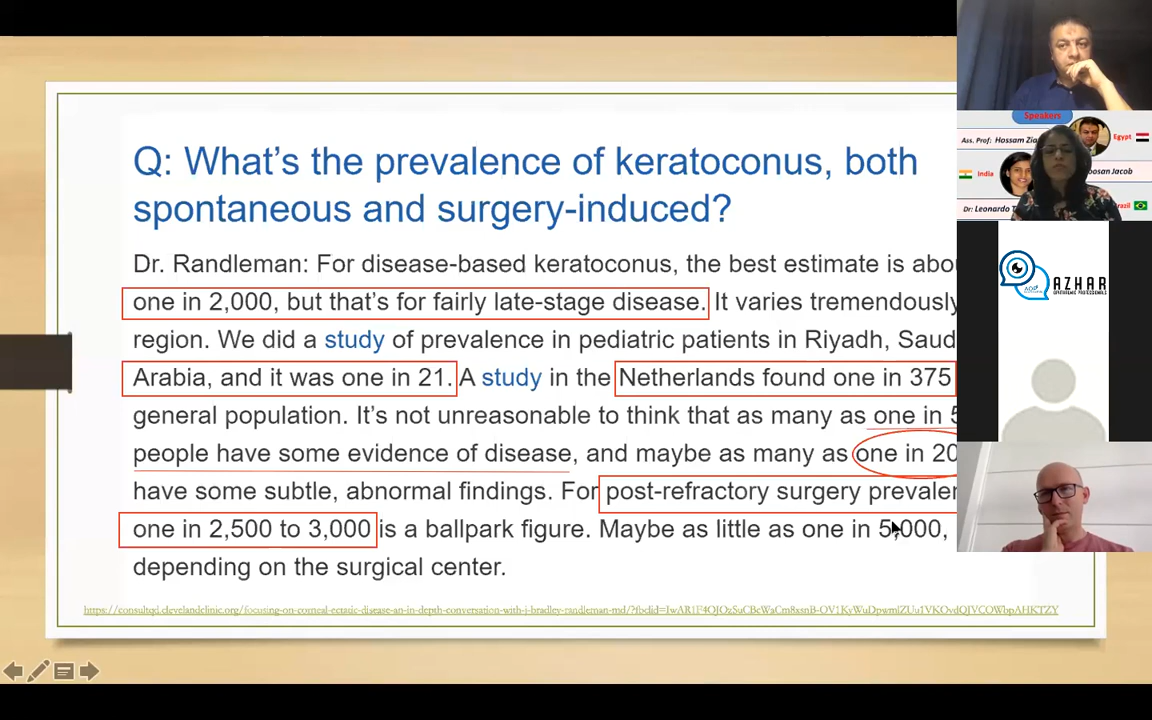 Q: What's the prevalence of keratoconus, both
spontaneous and surgery-induced?
Dr. Randleman: For disease-based keratoconus, the best estimate is
one in 2,000, but that's for fairly late-stage disease. It varies tremendously
region. We did a study of prevalence in pediatric patients in Riyadh,
Arabia, and it was one in 21. A study in the Netherlands found one in 375
general population. It's not unreasonable to think that as many as one in
people have some evidence of disease, and maybe as many as one in
have some subtle, abnormal findings. For post-refractory surgery
one in 2,500 to 3,000 is a ballpark figure. Maybe as little as one in 5,000,
depending on the surgical center.
Speakers
Ass. Prof: Hossam
Egypt
India
Jacob
Dr: Leonardo
AZHAR